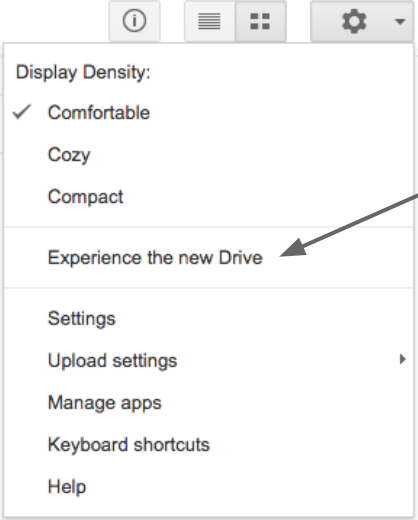 Display Density:
Comfortable
Cozy
Compact
Experience the new Drive
Settings
Upload settings
Manage apps
Keyboard shortcuts
Help